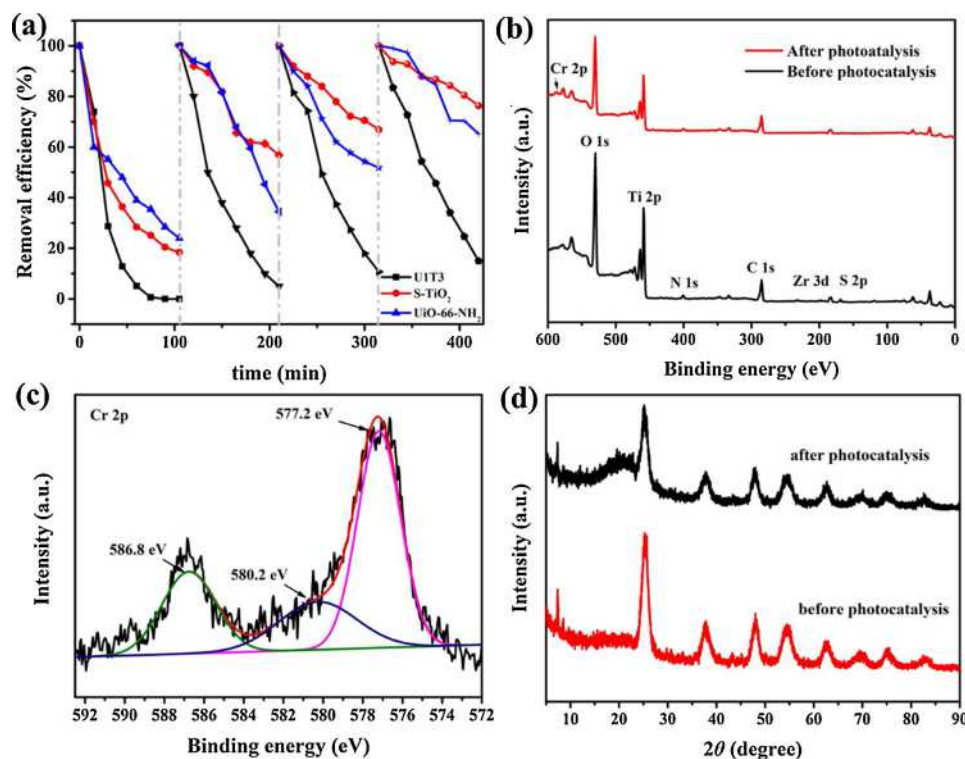 (a)
Removal efficiency (%)
100
80
60
40
20
0
U1T3
S-TiO2
UiO-66-NH2
0 100 200 300 400
time (min)
(b)
Intensity (a.u.)
After photoatalysis
Before photocatalysis
Cr 2p
O 1s
Ti 2p
N 1s
C 1s
Zr 3d
S 2p
600 500 400 300 200 100 0
Binding energy (eV)
(c)
Intensity (a.u.)
Cr 2p
577.2 eV
586.8 eV
580.2 eV
592 590 588 586 584 582 580 578 576 574 572
Binding energy (eV)
(d)
Intensity (a.u.)
after photocatalysis
before photocatalysis
10 20 30 40 50 60 70 80 90
2θ (degree)